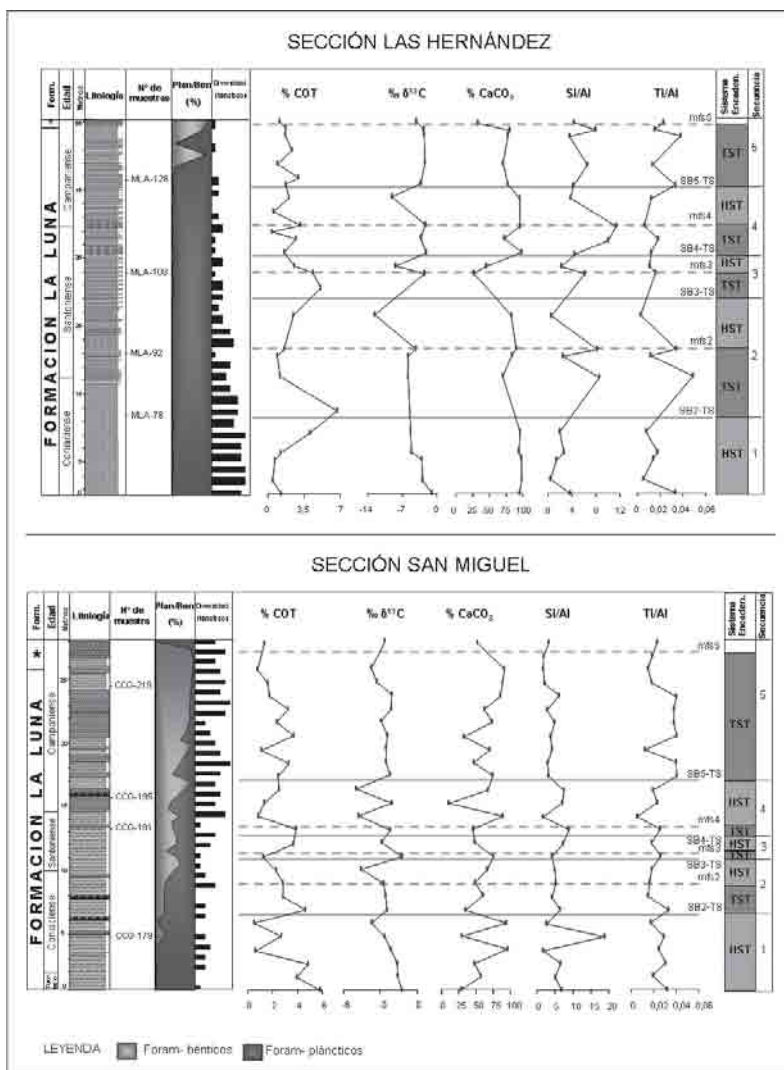 SECCIÓN LAS HERNÁNDEZ
Form. Edad Metros Litología Nº de muestras Plan/Ben (%) % COT ‰ δ¹³C % CaCO₃ Si/Al Ti/Al Sistema Encaden. Secuencia
FORMACION LA LUNA
Campaniense
Santoniense
Coniaciense
MLA-126
MLA-92
MLA-78
mfs5
TST
SB5-TS
HST
mfs4
4
TST
SB4-TS
HST
mfs3
3
TST
SB3-TS
HST
mfs2
2
TST
SB2-TS
HST
1
0 3,5 7
-14 -7 0
0 25 50 75 100
4 8 12
0 0,02 0,04 0,06
SECCIÓN SAN MIGUEL
Form. Edad Metros Litología Nº de muestras Plan/Ben (%) % COT ‰ δ¹³C % CaCO₃ Si/Al Ti/Al Sistema Encaden. Secuencia
*
FORMACION LA LUNA
Campaniense
Santoniense
Coniaciense
CCG-219
CCG-195
CCG-191
CCG-179
mfs5
5
TST
SB5-TS
HST
4
mfs4
TST
SB4-TS
HST
3
mfs3
TST
SB3-TS
HST
mfs2
2
TST
SB2-TS
HST
1
0 2 4 6
-6 -5 0
0 25 50 75 100
0 5 10 15 20
0 0,02 0,04 0,06
LEYENDA Foram- bénticos Foram- pláncticos